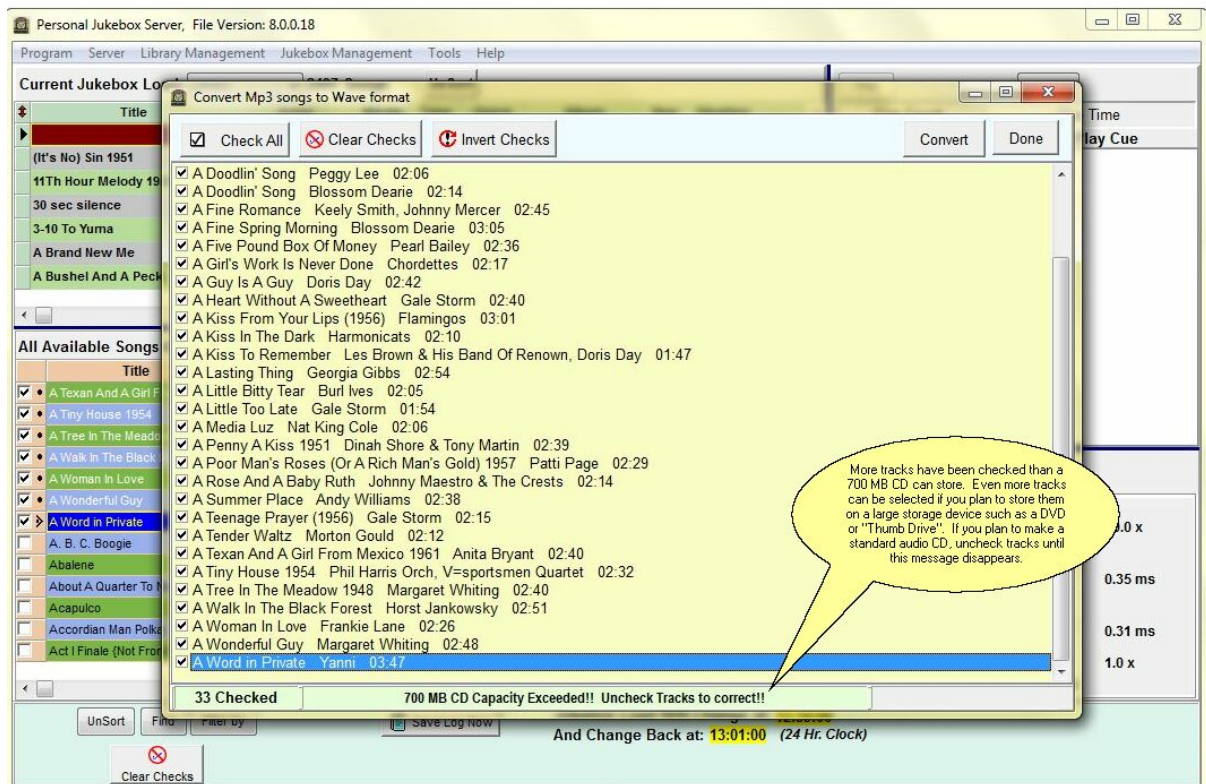 Personal Jukebox Server, File Version: 8.0.0.18
Program Server Library Management Jukebox Management Tools Help
Current Jukebox
Convert Mp3 songs to Wave format
Title
Time
Check All Clear Checks Invert Checks Convert Done
lay Cue
(It's No) Sin 1951
11Th Hour Melody 19
30 sec silence
3-10 To Yuma
A Brand New Me
A Bushel And A Peck
A Doodlin' Song Peggy Lee 02:06
A Doodlin' Song Blossom Dearie 02:14
A Fine Romance Keely Smith, Johnny Mercer 02:45
A Fine Spring Morning Blossom Dearie 03:05
A Five Pound Box Of Money Pearl Bailey 02:36
A Girl's Work Is Never Done Chordettes 02:17
A Guy Is A Guy Doris Day 02:42
A Heart Without A Sweetheart Gale Storm 02:40
A Kiss From Your Lips (1956) Flamingos 03:01
A Kiss In The Dark Harmonicats 02:10
A Kiss To Remember Les Brown & His Band Of Renown, Doris Day 01:47
A Lasting Thing Georgia Gibbs 02:54
A Little Bitty Tear Burl Ives 02:05
A Little Too Late Gale Storm 01:54
A Media Luz Nat King Cole 02:06
A Penny A Kiss 1951 Dinah Shore & Tony Martin 02:39
A Poor Man's Roses (Or A Rich Man's Gold) 1957 Patti Page 02:29
A Rose And A Baby Ruth Johnny Maestro & The Crests 02:14
A Summer Place Andy Williams 02:38
A Teenage Prayer (1956) Gale Storm 02:15
A Tender Waltz Morton Gould 02:12
A Texan And A Girl From Mexico 1961 Anita Bryant 02:40
A Tiny House 1954 Phil Harris Orch, V=sportsmen Quartet 02:32
A Tree In The Meadow 1948 Margaret Whiting 02:40
A Walk In The Black Forest Horst Jankowsky 02:51
A Woman In Love Frankie Lane 02:26
A Wonderful Guy Margaret Whiting 02:48
A Word in Private Yanni 03:47
33 Checked 700 MB CD Capacity Exceeded!! Uncheck Tracks to correct!!
More tracks have been checked than a
700 MB CD can store. Even more tracks
can be selected if you plan to store them
on a large storage device such as a DVD
or "Thumb Drive". If you plan to make a
standard audio CD, uncheck tracks until
this message disappears.
All Available Songs
Title
A Texan And A Girl F
A Tiny House 1954
A Tree In The Meado
A Walk In The Black
A Woman In Love
A Wonderful Guy
A Word in Private
A. B. C. Boogie
Abalene
About A Quarter To
Acapulco
Accordian Man Polka
Act I Finale {Not Fro
.0 x
0.35 ms
0.31 ms
1.0 x
UnSort Find Filter by Save Log Now
And Change Back at: 13:01:00 (24 Hr. Clock)
Clear Checks